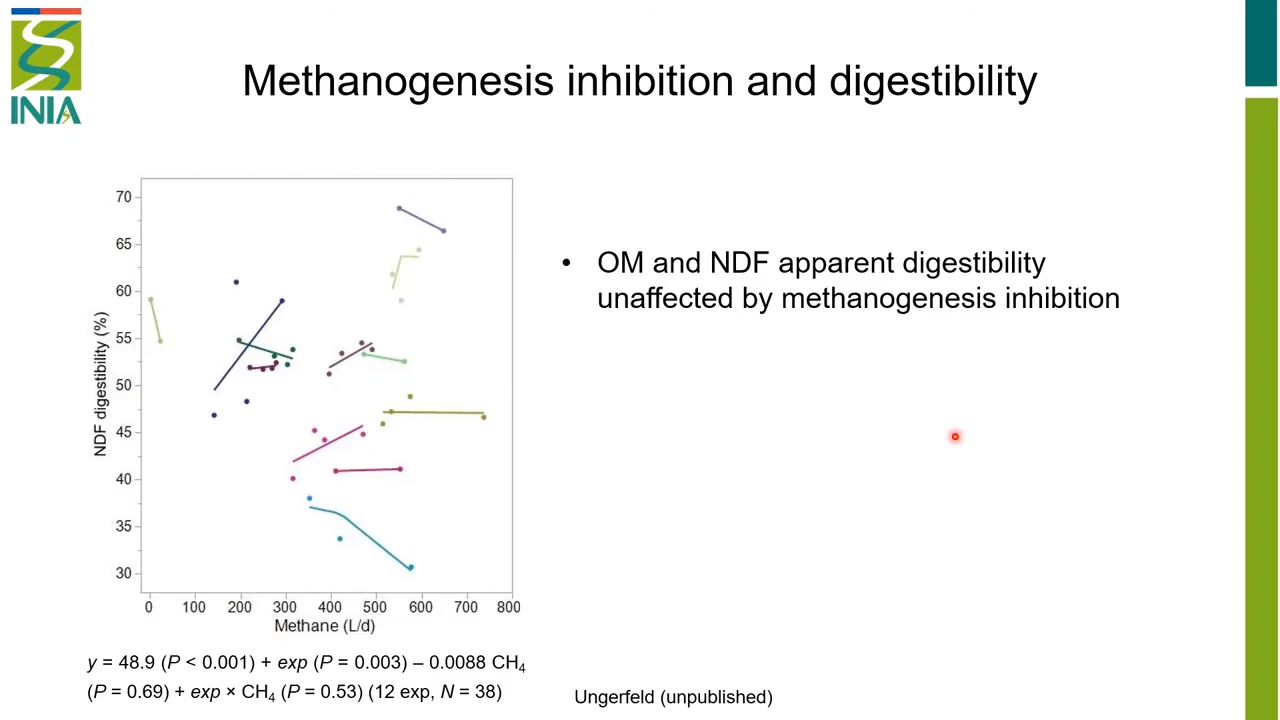 INIA
Methanogenesis inhibition and digestibility
70
65
60
55
50
45
40
35
30
NDF digestibility (%)
0 100 200 300 400 500 600 700 800
Methane (L/d)
• OM and NDF apparent digestibility
unaffected by methanogenesis inhibition
y = 48.9 (P < 0.001) + exp (P = 0.003) – 0.0088 CH₄
(P = 0.69) + exp × CH₄ (P = 0.53) (12 exp, N = 38)
Ungerfeld (unpublished)